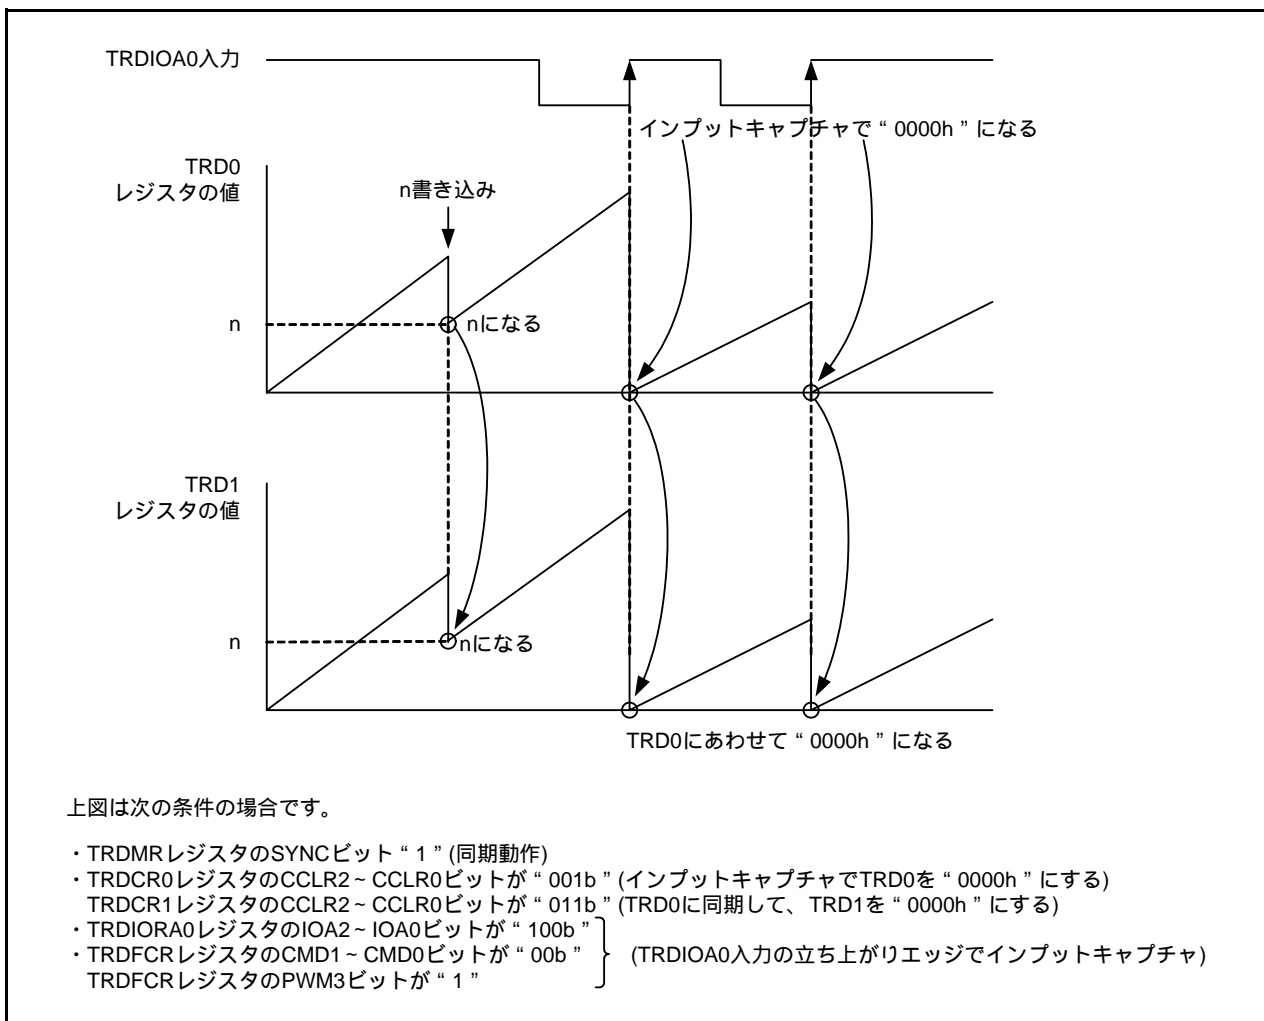 TRDIOA0入力
インプットキャプチャで“ 0000h ” になる
TRD0
レジスタの値
n書き込み
n
nになる
TRD1
レジスタの値
n
nになる
TRD0にあわせて“ 0000h ” になる
上図は次の条件の場合です。
・TRDMRレジスタのSYNCビット“ 1 ” (同期動作)
・TRDCR0レジスタのCCLR2～CCLR0ビットが“ 001b ” (インプットキャプチャでTRD0を“ 0000h ” にする)
TRDCR1レジスタのCCLR2～CCLR0ビットが“ 011b ” (TRD0に同期して、TRD1を“ 0000h ” にする)
・TRDIORA0レジスタのIOA2～IOA0ビットが“ 100b ”
・TRDFCRレジスタのCMD1～CMD0ビットが“ 00b ” (TRDIOA0入力の立ち上がりエッジでインプットキャプチャ)
TRDFCRレジスタのPWM3ビットが“ 1 ”